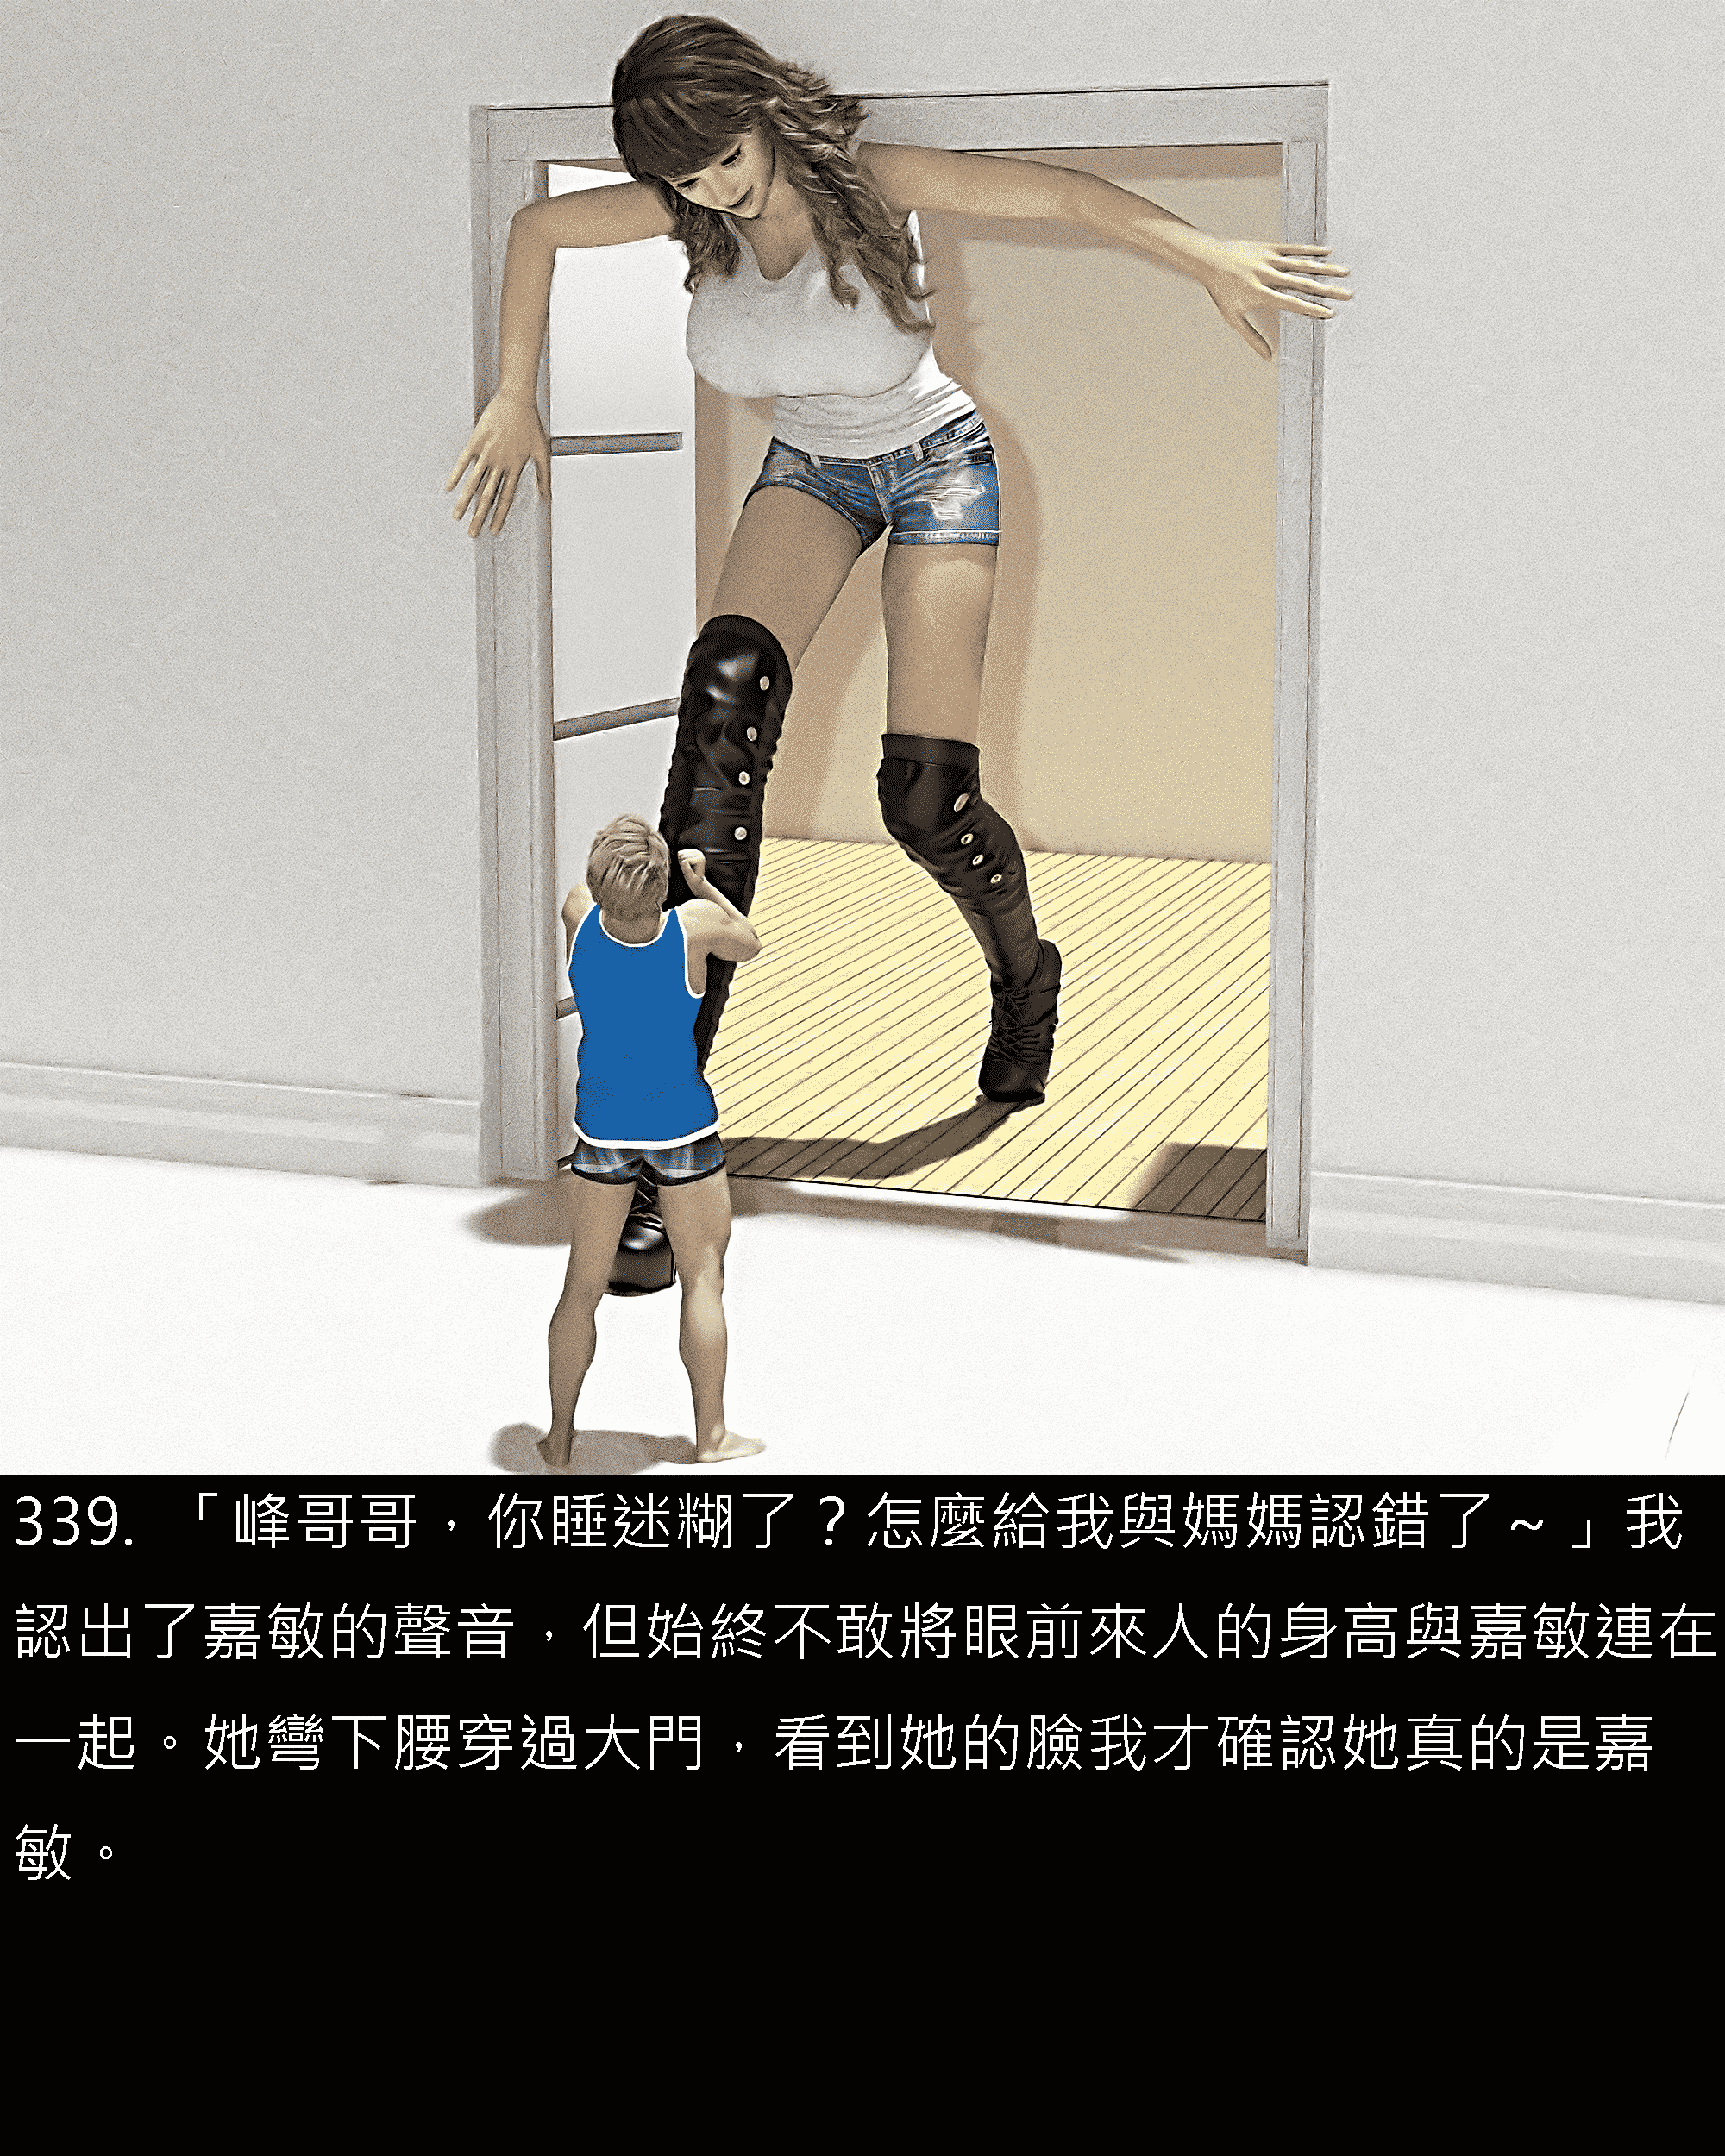 339. 「峰哥哥，你睡迷糊了？怎麼給我與媽媽認錯了～」我
認出了嘉敏的聲音，但始終不敢將眼前來人的身高與嘉敏連在
一起。她彎下腰穿過大門，看到她的臉我才確認她真的是嘉
敏。